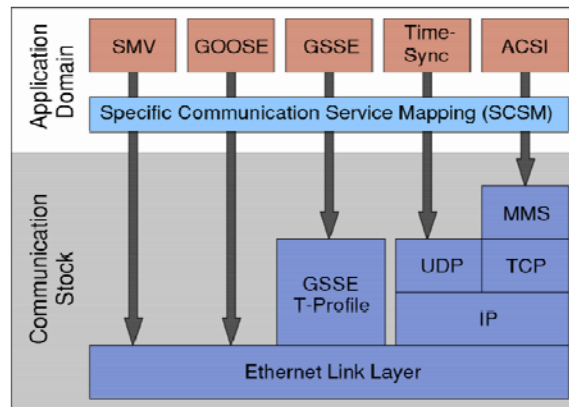 Application
Domain
SMV
GOOSE
GSSE
Time-
Sync
ACSI
Specific Communication Service Mapping (SCSM)
Communication
Stock
MMS
GSSE
T-Profile
UDP
TCP
IP
Ethernet Link Layer